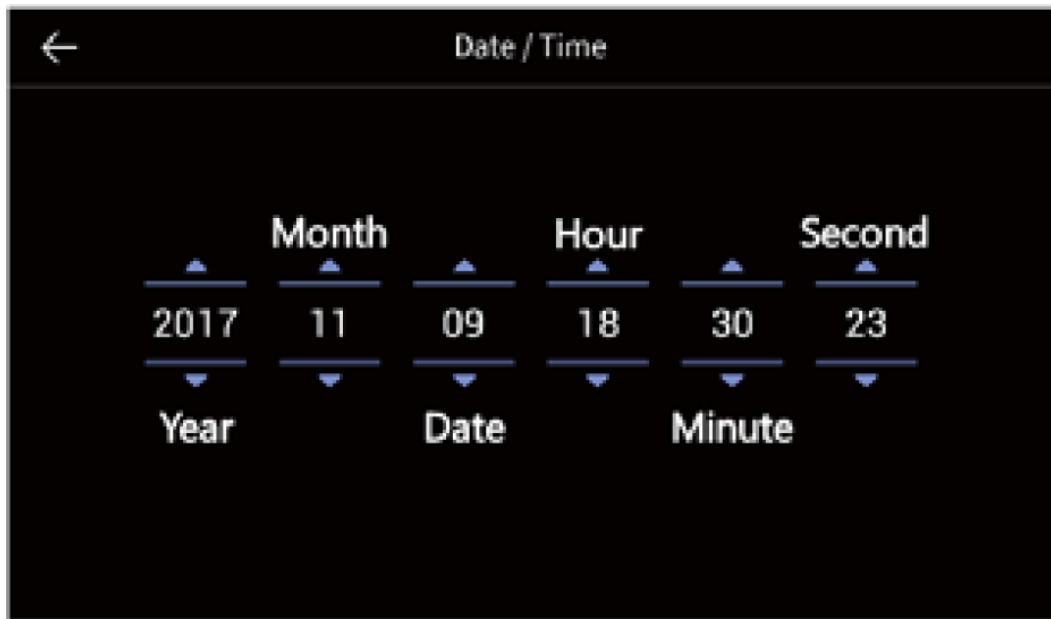 Date / Time
Month Hour Second
2017 11 09 18 30 23
Year Date Minute